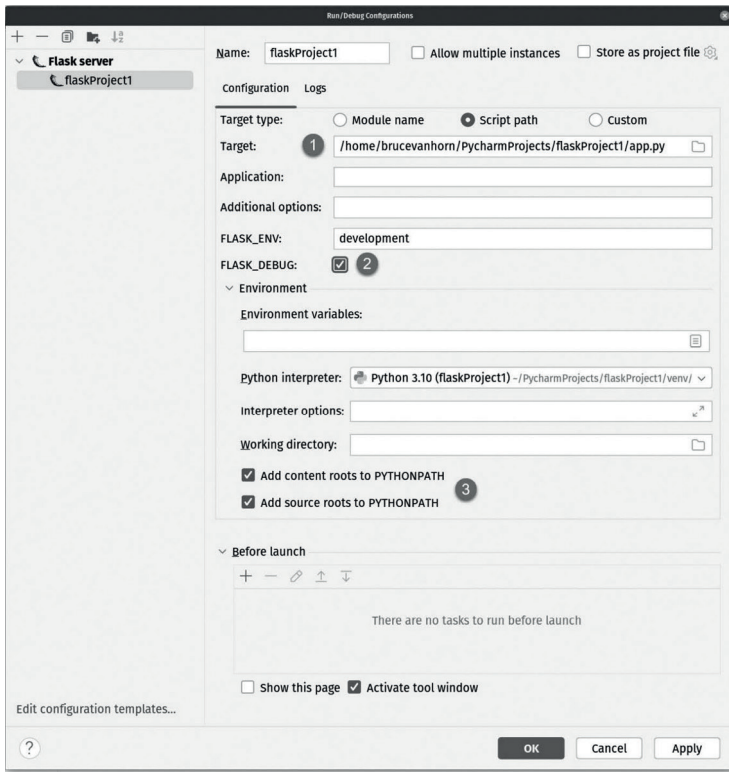 Run/Debug Configurations
Flask server
flaskProject1
Name: flaskProject1 Allow multiple instances Store as project file
Configuration Logs
Target type: Module name Script path Custom
Target: 1 /home/brucevanhorn/PycharmProjects/flaskProject1/app.py
Application:
Additional options:
FLASK_ENV: development
FLASK_DEBUG: 2
Environment
Environment variables:
Python interpreter: Python 3.10 (flaskProject1) ~/PycharmProjects/flaskProject1/venv/
Interpreter options:
Working directory:
Add content roots to PYTHONPATH
3
Add source roots to PYTHONPATH
Before launch
There are no tasks to run before launch
Show this page Activate tool window
Edit configuration templates...
? OK Cancel Apply